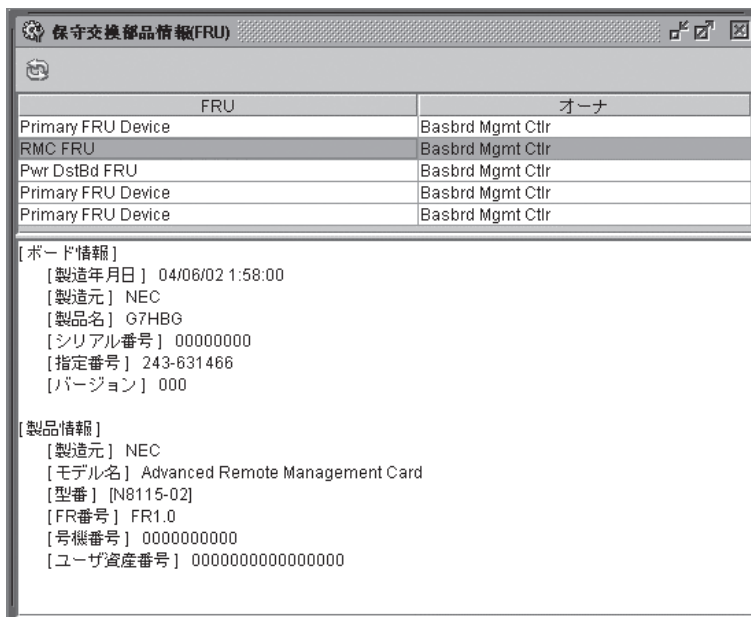 保守交換部品情報(FRU)
FRU オーナ
Primary FRU Device Basbrd Mgmt Ctlr
RMC FRU Basbrd Mgmt Ctlr
Pwr DstBd FRU Basbrd Mgmt Ctlr
Primary FRU Device Basbrd Mgmt Ctlr
Primary FRU Device Basbrd Mgmt Ctlr
[ボード情報]
[製造年月日] 04/06/02 1:58:00
[製造元] NEC
[製品名] G7HBG
[シリアル番号] 00000000
[指定番号] 243-631466
[バージョン] 000
[製品情報]
[製造元] NEC
[モデル名] Advanced Remote Management Card
[型番] [N8115-02]
[FR番号] FR1.0
[号機番号] 0000000000
[ユーザ資産番号] 0000000000000000